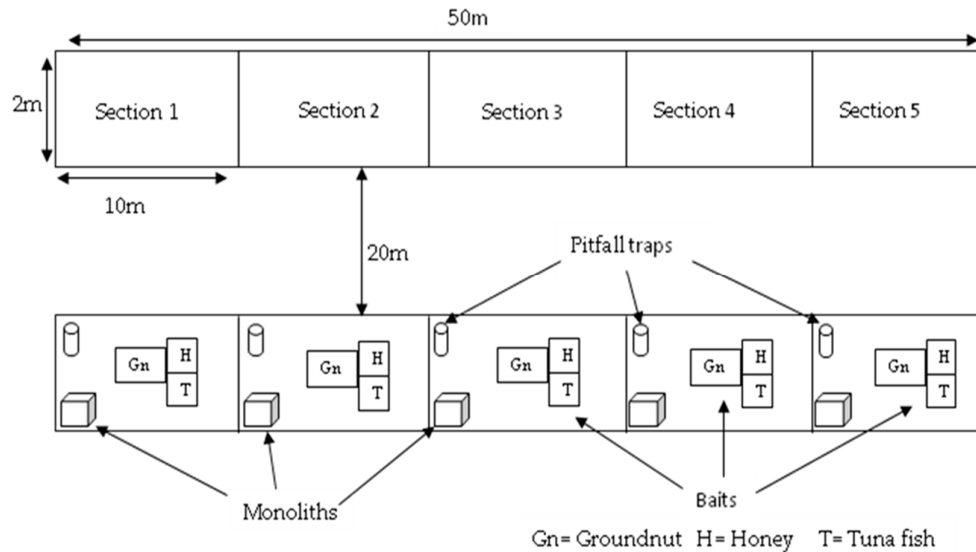 50m
2m
Section 1
Section 2
Section 3
Section 4
Section 5
10m
20m
Pitfall traps
Gn
H
T
Gn
H
T
Gn
H
T
Gn
H
T
Gn
H
T
Monoliths
Baits
Gn= Groundnut H= Honey T= Tuna fish